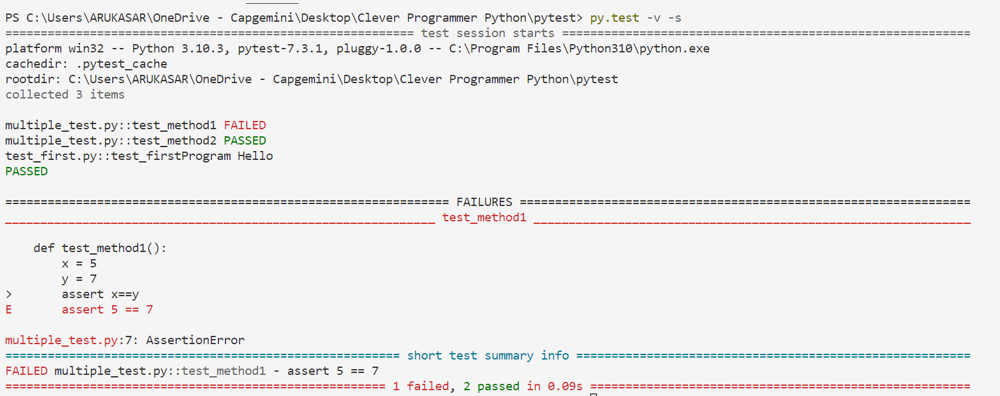 PS C:\Users\ARUKASAR\OneDrive - Capgemini\Desktop\Clever Programmer Python\pytest> py.test -v -s
========================================================== test session starts ==========================================================
platform win32 -- Python 3.10.3, pytest-7.3.1, pluggy-1.0.0 -- C:\Program Files\Python310\python.exe
cachedir: .pytest_cache
rootdir: C:\Users\ARUKASAR\OneDrive - Capgemini\Desktop\Clever Programmer Python\pytest
collected 3 items

multiple_test.py::test_method1 FAILED
multiple_test.py::test_method2 PASSED
test_first.py::test_firstProgram Hello
PASSED

=============================================================== FAILURES ================================================================
_____________________________________________________________ test_method1 ______________________________________________________________

    def test_method1():
        x = 5
        y = 7
>       assert x==y
E       assert 5 == 7

multiple_test.py:7: AssertionError
======================================================== short test summary info ========================================================
FAILED multiple_test.py::test_method1 - assert 5 == 7
====================================================== 1 failed, 2 passed in 0.09s ======================================================